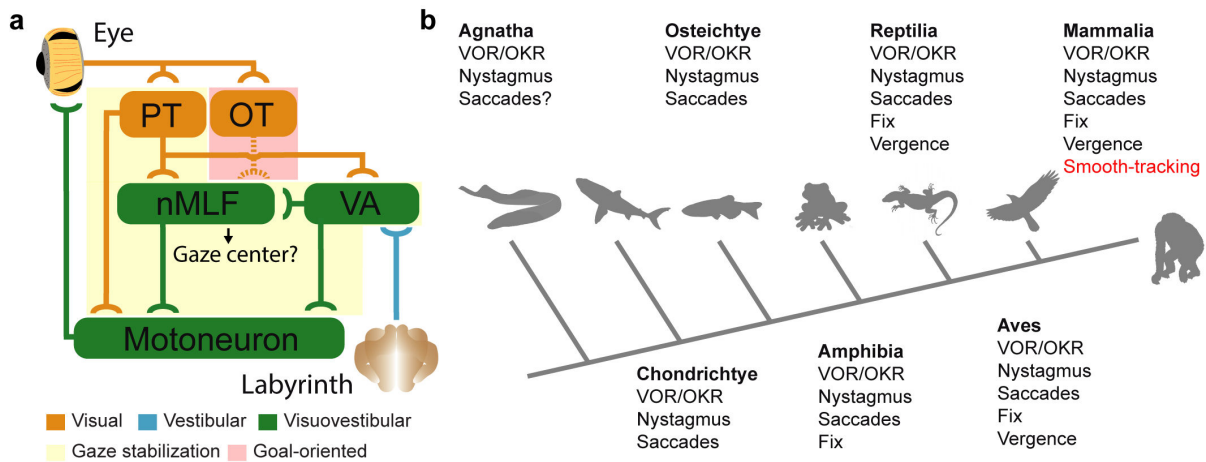 a
Eye
PT
OT
nMLF
VA
Gaze center?
Motoneuron
Labyrinth
Visual
Vestibular
Visuovestibular
Gaze stabilization
Goal-oriented
b
Agnatha
VOR/OKR
Nystagmus
Saccades?
Osteichtye
VOR/OKR
Nystagmus
Saccades
Reptilia
VOR/OKR
Nystagmus
Saccades
Fix
Vergence
Mammalia
VOR/OKR
Nystagmus
Saccades
Fix
Vergence
Smooth-tracking
Chondrichtye
VOR/OKR
Nystagmus
Saccades
Amphibia
VOR/OKR
Nystagmus
Saccades
Fix
Aves
VOR/OKR
Nystagmus
Saccades
Fix
Vergence